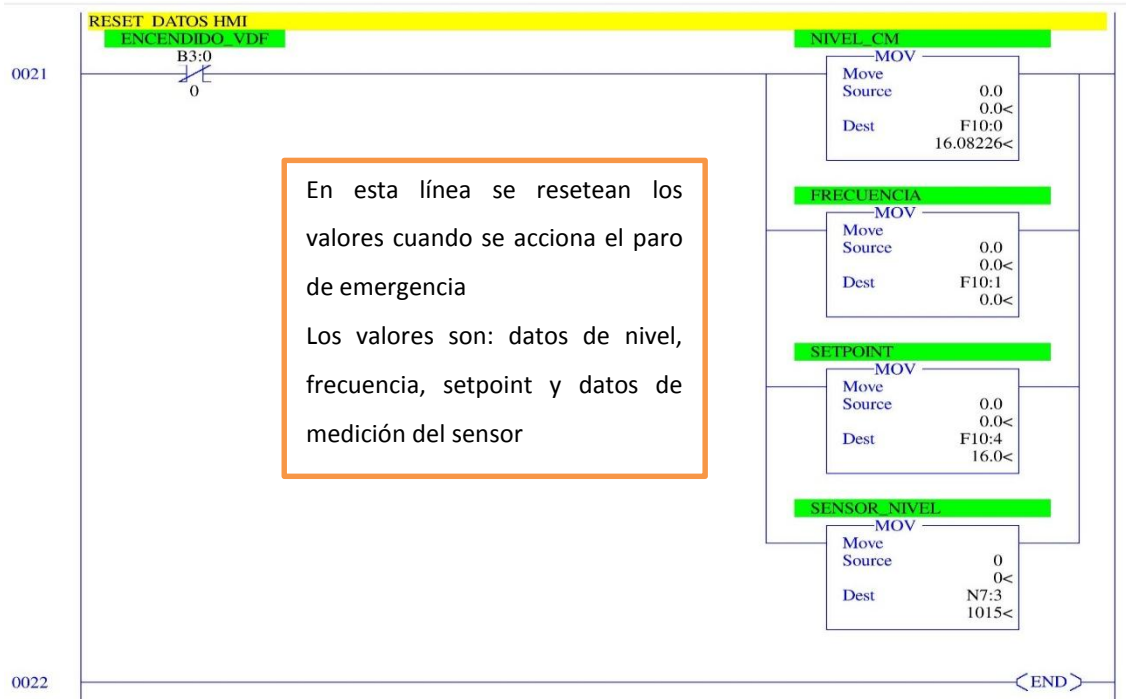 RESET DATOS HMI
ENCENDIDO_VDF
B3:0
0
0021
NIVEL_CM
MOV
Move
Source 0.0
0.0<
Dest F10:0
16.08226<
En esta línea se resetean los
valores cuando se acciona el paro
de emergencia
Los valores son: datos de nivel,
frecuencia, setpoint y datos de
medición del sensor
FRECUENCIA
MOV
Move
Source 0.0
0.0<
Dest F10:1
0.0<
SETPOINT
MOV
Move
Source 0.0
0.0<
Dest F10:4
16.0<
SENSOR_NIVEL
MOV
Move
Source 0
0<
Dest N7:3
1015<
0022
END